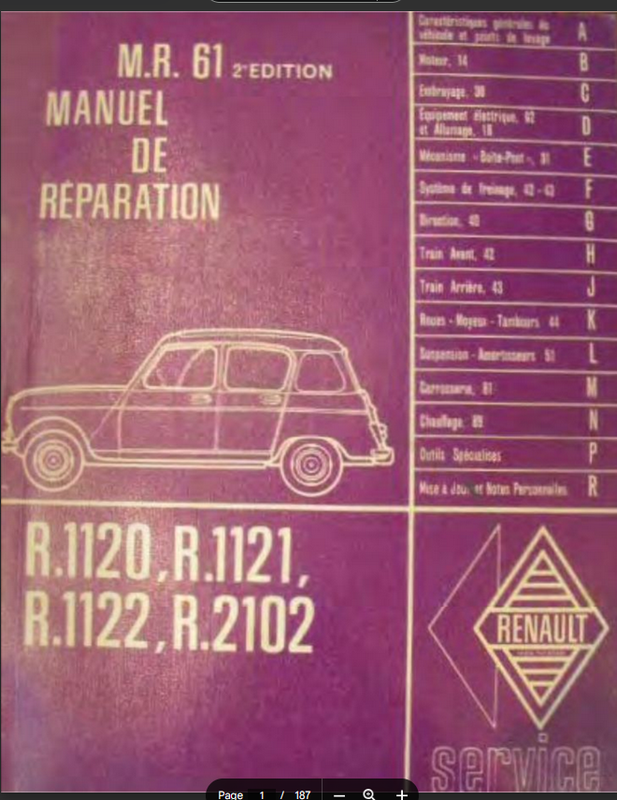 M.R. 61 2ᵉ EDITION
MANUEL
DE
RÉPARATION
Caractéristiques générales du
véhicule et points de levage A
Moteur, 14 B
Embrayage, 30 C
Equipement électrique, 62
et Allumage, 18 D
Mécanisme - Boîte-Pont -, 31 E
Système de freinage, 42 - 43 F
Direction, 40 G
Train Avant, 42 H
Train Arrière, 43 J
Roues - Moyeux - Tambours 44 K
Suspension - Amortisseurs 51 L
Carrosserie, 81 M
Chauffage, 89 N
Outils Spécialisés P
Mise à Jour et Notes Personnelles R
R.1120, R.1121,
R.1122, R.2102
RENAULT
service
Page 1 / 187